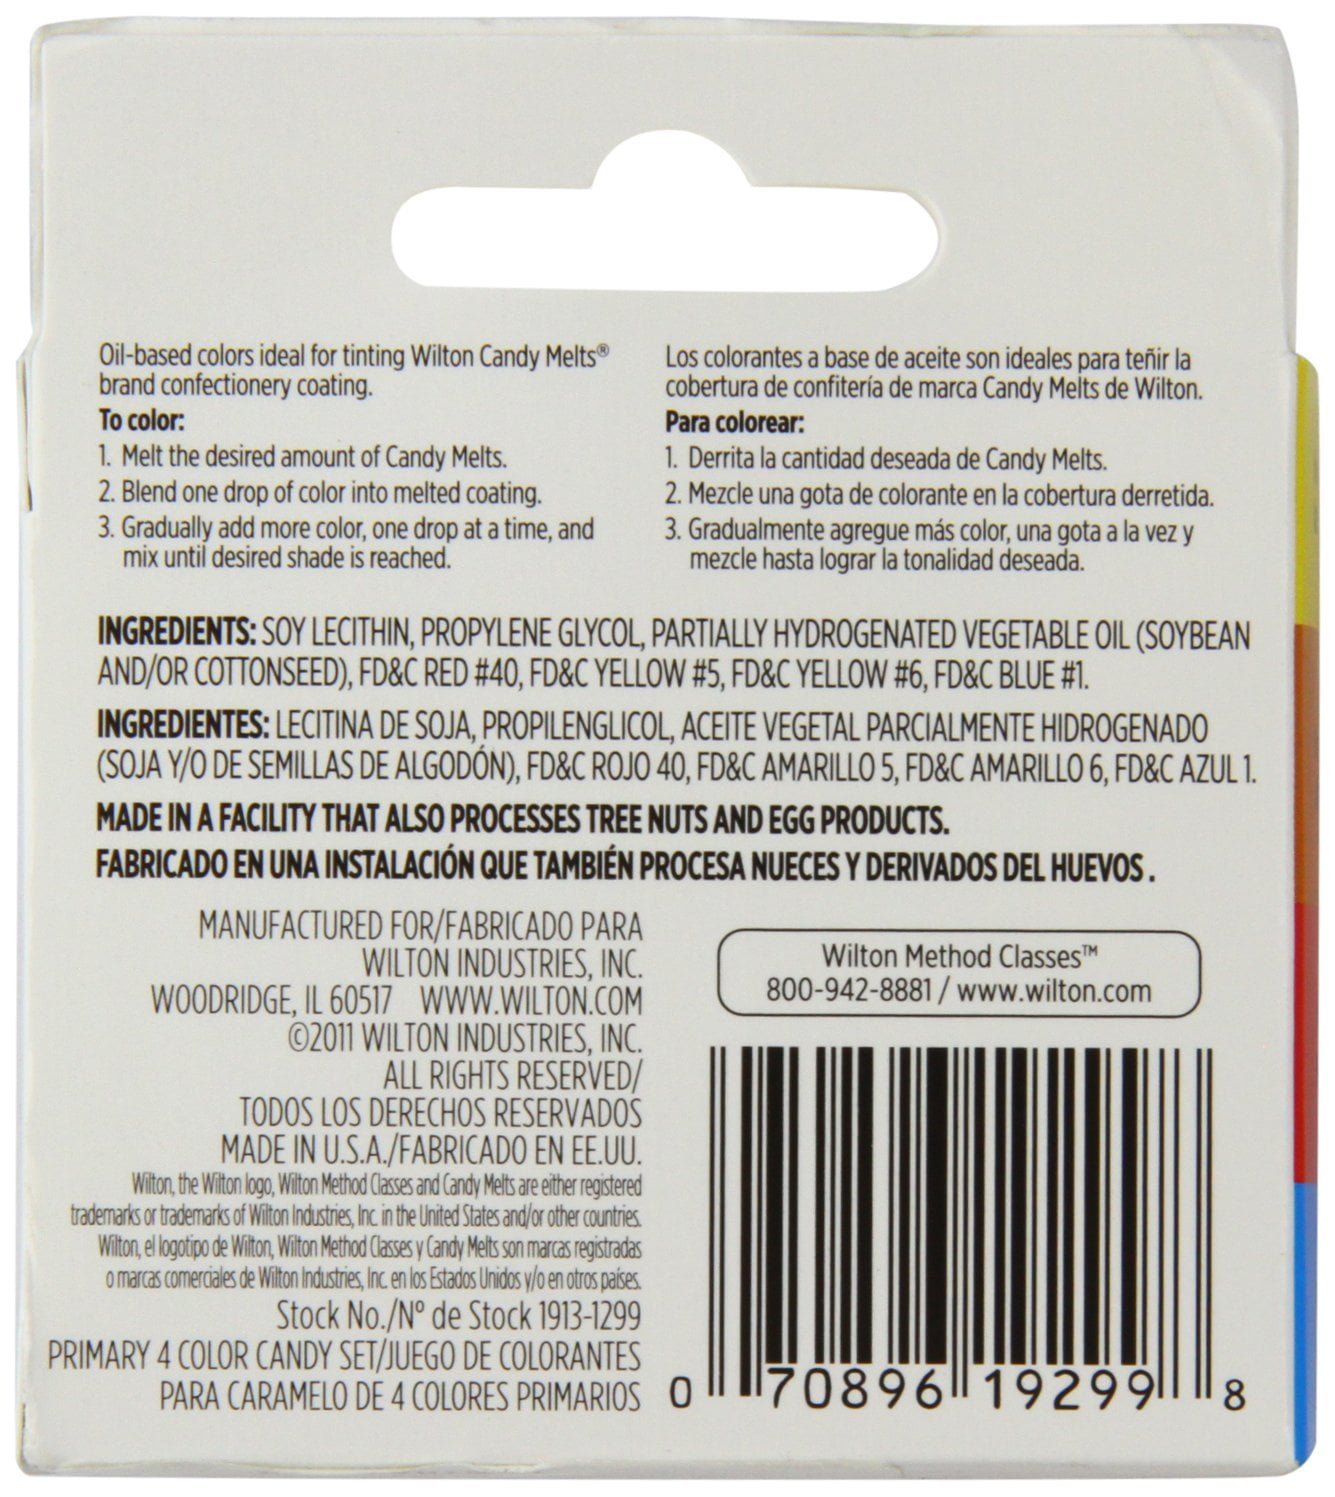 Oil-based colors ideal for tinting Wilton Candy Melts®
brand confectionery coating.
To color:
1. Melt the desired amount of Candy Melts.
2. Blend one drop of color into melted coating.
3. Gradually add more color, one drop at a time, and
mix until desired shade is reached.
Los colorantes a base de aceite son ideales para teñir la
cobertura de confitería de marca Candy Melts de Wilton.
Para colorear:
1. Derrita la cantidad deseada de Candy Melts.
2. Mezcle una gota de colorante en la cobertura derretida.
3. Gradualmente agregue más color, una gota a la vez y
mezcle hasta lograr la tonalidad deseada.
INGREDIENTS: SOY LECITHIN, PROPYLENE GLYCOL, PARTIALLY HYDROGENATED VEGETABLE OIL (SOYBEAN
AND/OR COTTONSEED), FD&C RED #40, FD&C YELLOW #5, FD&C YELLOW #6, FD&C BLUE #1.
INGREDIENTES: LECITINA DE SOJA, PROPILENGLICOL, ACEITE VEGETAL PARCIALMENTE HIDROGENADO
(SOJA Y/O DE SEMILLAS DE ALGODÓN), FD&C ROJO 40, FD&C AMARILLO 5, FD&C AMARILLO 6, FD&C AZUL 1.
MADE IN A FACILITY THAT ALSO PROCESSES TREE NUTS AND EGG PRODUCTS.
FABRICADO EN UNA INSTALACIÓN QUE TAMBIÉN PROCESA NUECES Y DERIVADOS DEL HUEVOS .
MANUFACTURED FOR/FABRICADO PARA
WILTON INDUSTRIES, INC.
WOODRIDGE, IL 60517 WWW.WILTON.COM
©2011 WILTON INDUSTRIES, INC.
ALL RIGHTS RESERVED/
TODOS LOS DERECHOS RESERVADOS
MADE IN U.S.A./FABRICADO EN EE.UU.
Wilton, the Wilton logo, Wilton Method Classes and Candy Melts are either registered
trademarks or trademarks of Wilton Industries, Inc. in the United States and/or other countries.
Wilton, el logotipo de Wilton, Wilton Method Classes y Candy Melts son marcas registradas
o marcas comerciales de Wilton Industries, Inc. en los Estados Unidos y/o en otros países.
Stock No./Nº de Stock 1913-1299
PRIMARY 4 COLOR CANDY SET/JUEGO DE COLORANTES
PARA CARAMELO DE 4 COLORES PRIMARIOS
Wilton Method Classes™
800-942-8881 / www.wilton.com
0 70896 19299 8